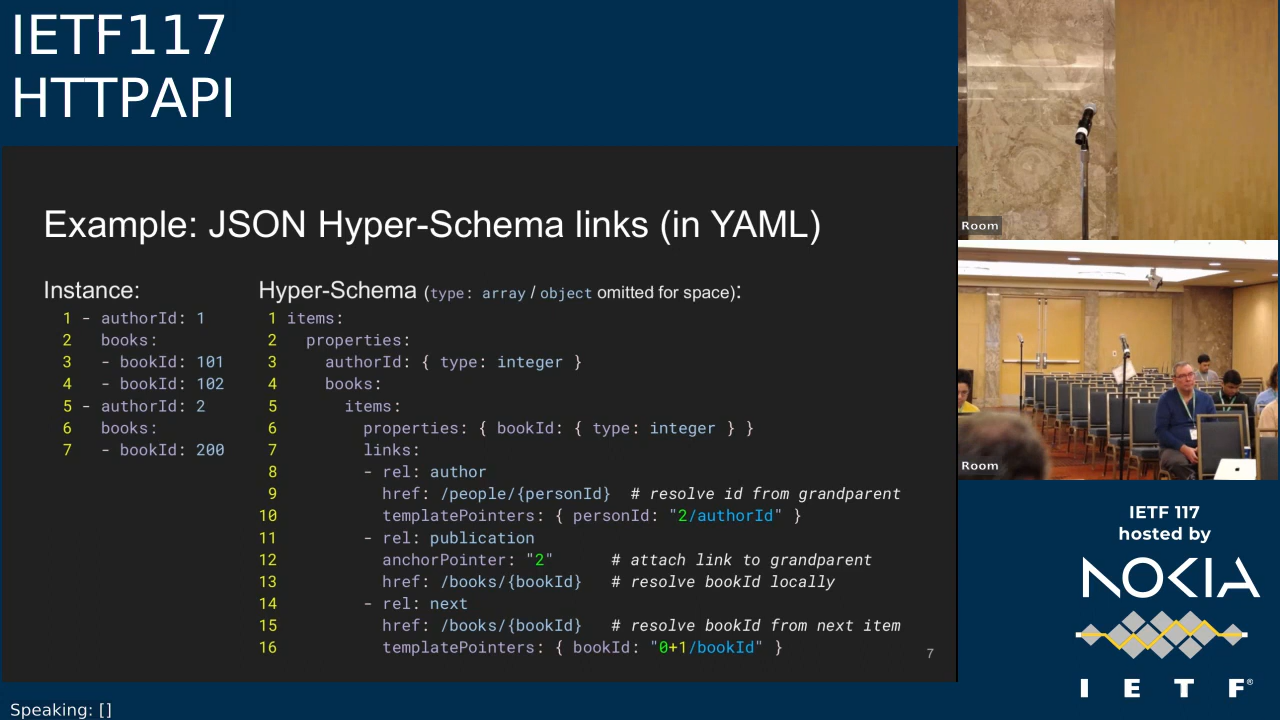 IETF117
HTTPAPI
Example: JSON Hyper-Schema links (in YAML)
Instance:
1 - authorId: 1
2   books:
3   - bookId: 101
4   - bookId: 102
5 - authorId: 2
6   books:
7   - bookId: 200
Hyper-Schema (type: array / object omitted for space):
1 items:
2   properties:
3     authorId: { type: integer }
4     books:
5       items:
6         properties: { bookId: { type: integer } }
7         links:
8         - rel: author
9           href: /people/{personId}  # resolve id from grandparent
10           templatePointers: { personId: "2/authorId" }
11         - rel: publication
12           anchorPointer: "2"      # attach link to grandparent
13           href: /books/{bookId}   # resolve bookId locally
14         - rel: next
15           href: /books/{bookId}   # resolve bookId from next item
16           templatePointers: { bookId: "0+1/bookId" }
7
Speaking: []
Room
Room
IETF 117
hosted by
NOKIA
I E T F®